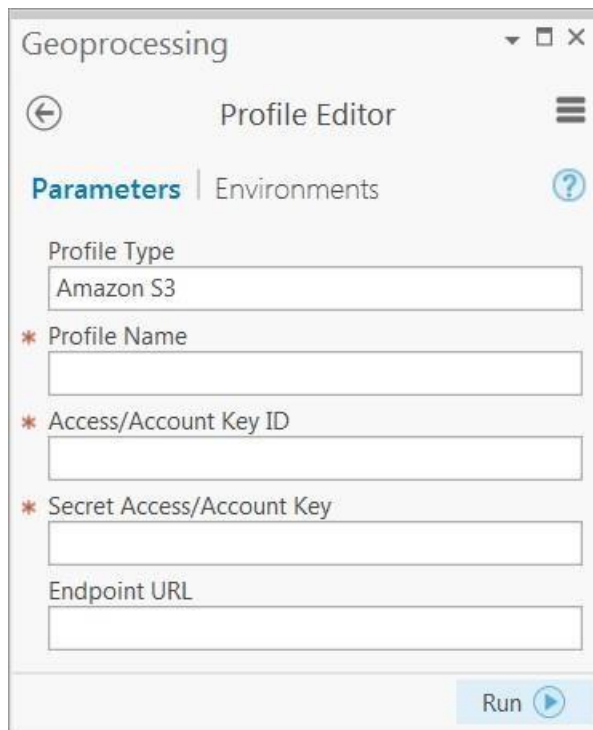 Geoprocessing
Profile Editor
Parameters | Environments
?
Profile Type
Amazon S3
* Profile Name
* Access/Account Key ID
* Secret Access/Account Key
Endpoint URL
Run